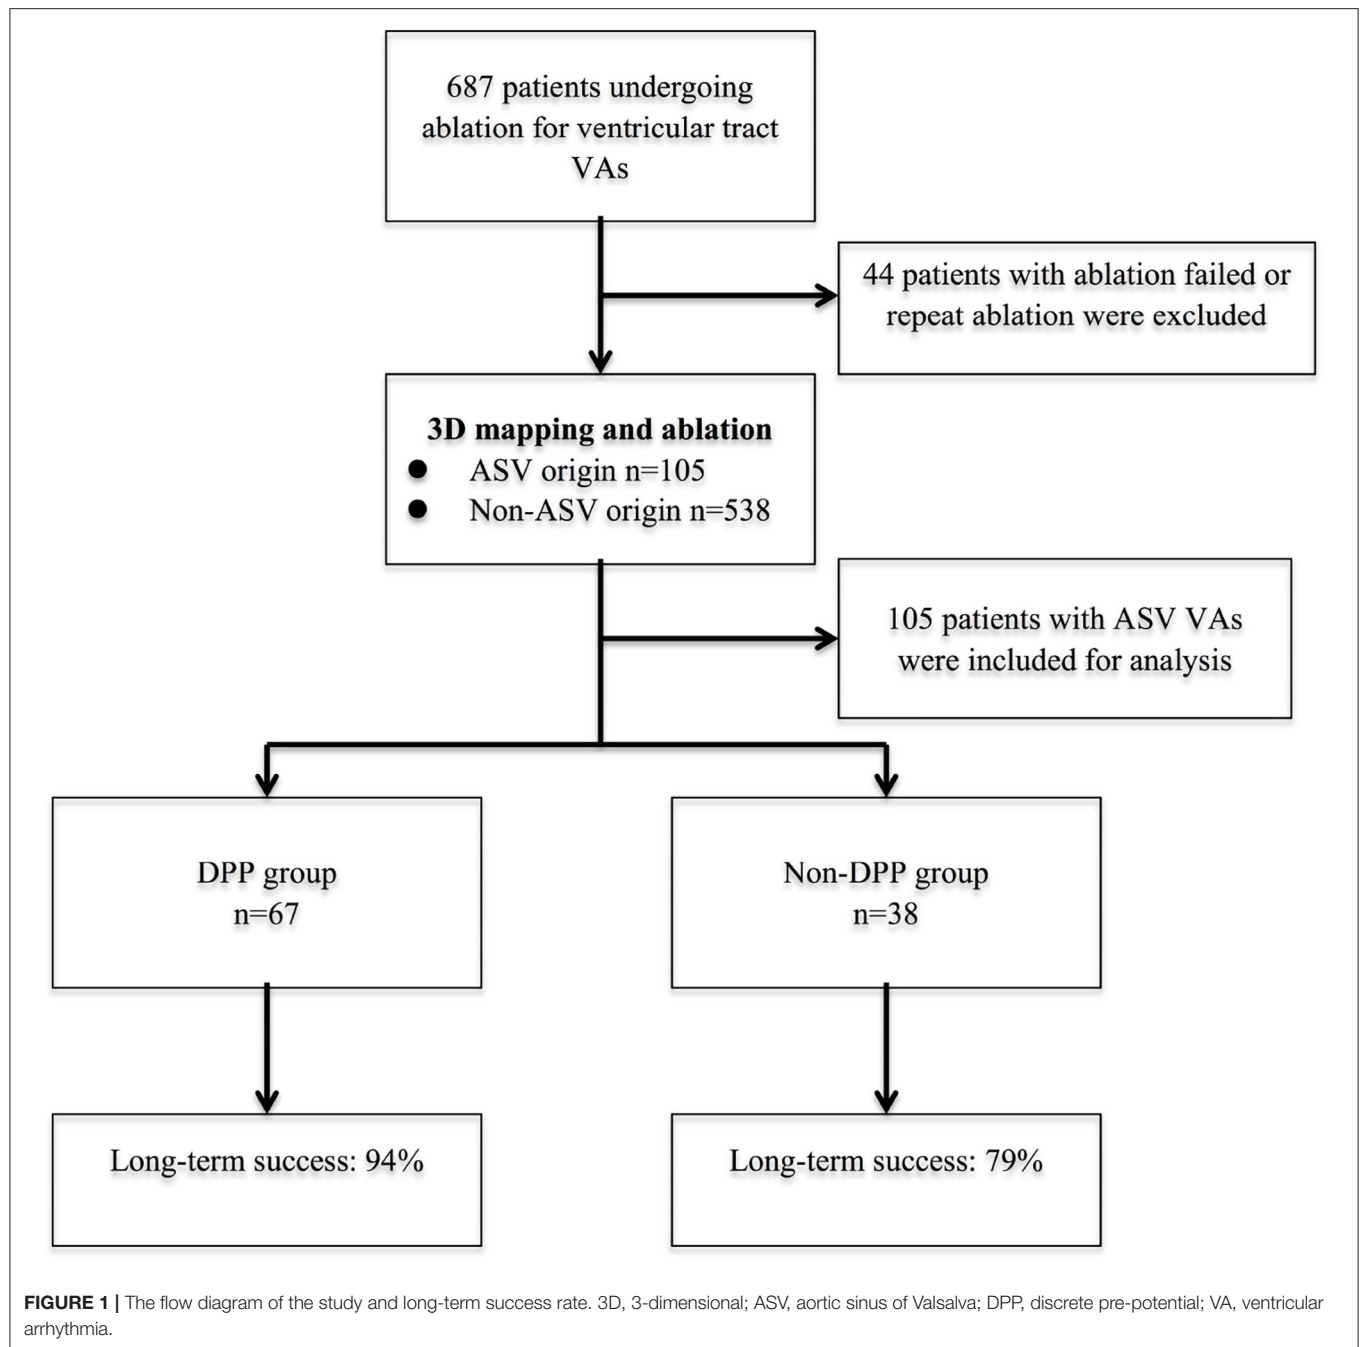 687 patients undergoing
ablation for ventricular tract
VAs
44 patients with ablation failed or
repeat ablation were excluded
3D mapping and ablation
● ASV origin n=105
● Non-ASV origin n=538
105 patients with ASV VAs
were included for analysis
DPP group
n=67
Non-DPP group
n=38
Long-term success: 94%
Long-term success: 79%
FIGURE 1 | The flow diagram of the study and long-term success rate. 3D, 3-dimensional; ASV, aortic sinus of Valsalva; DPP, discrete pre-potential; VA, ventricular
arrhythmia.